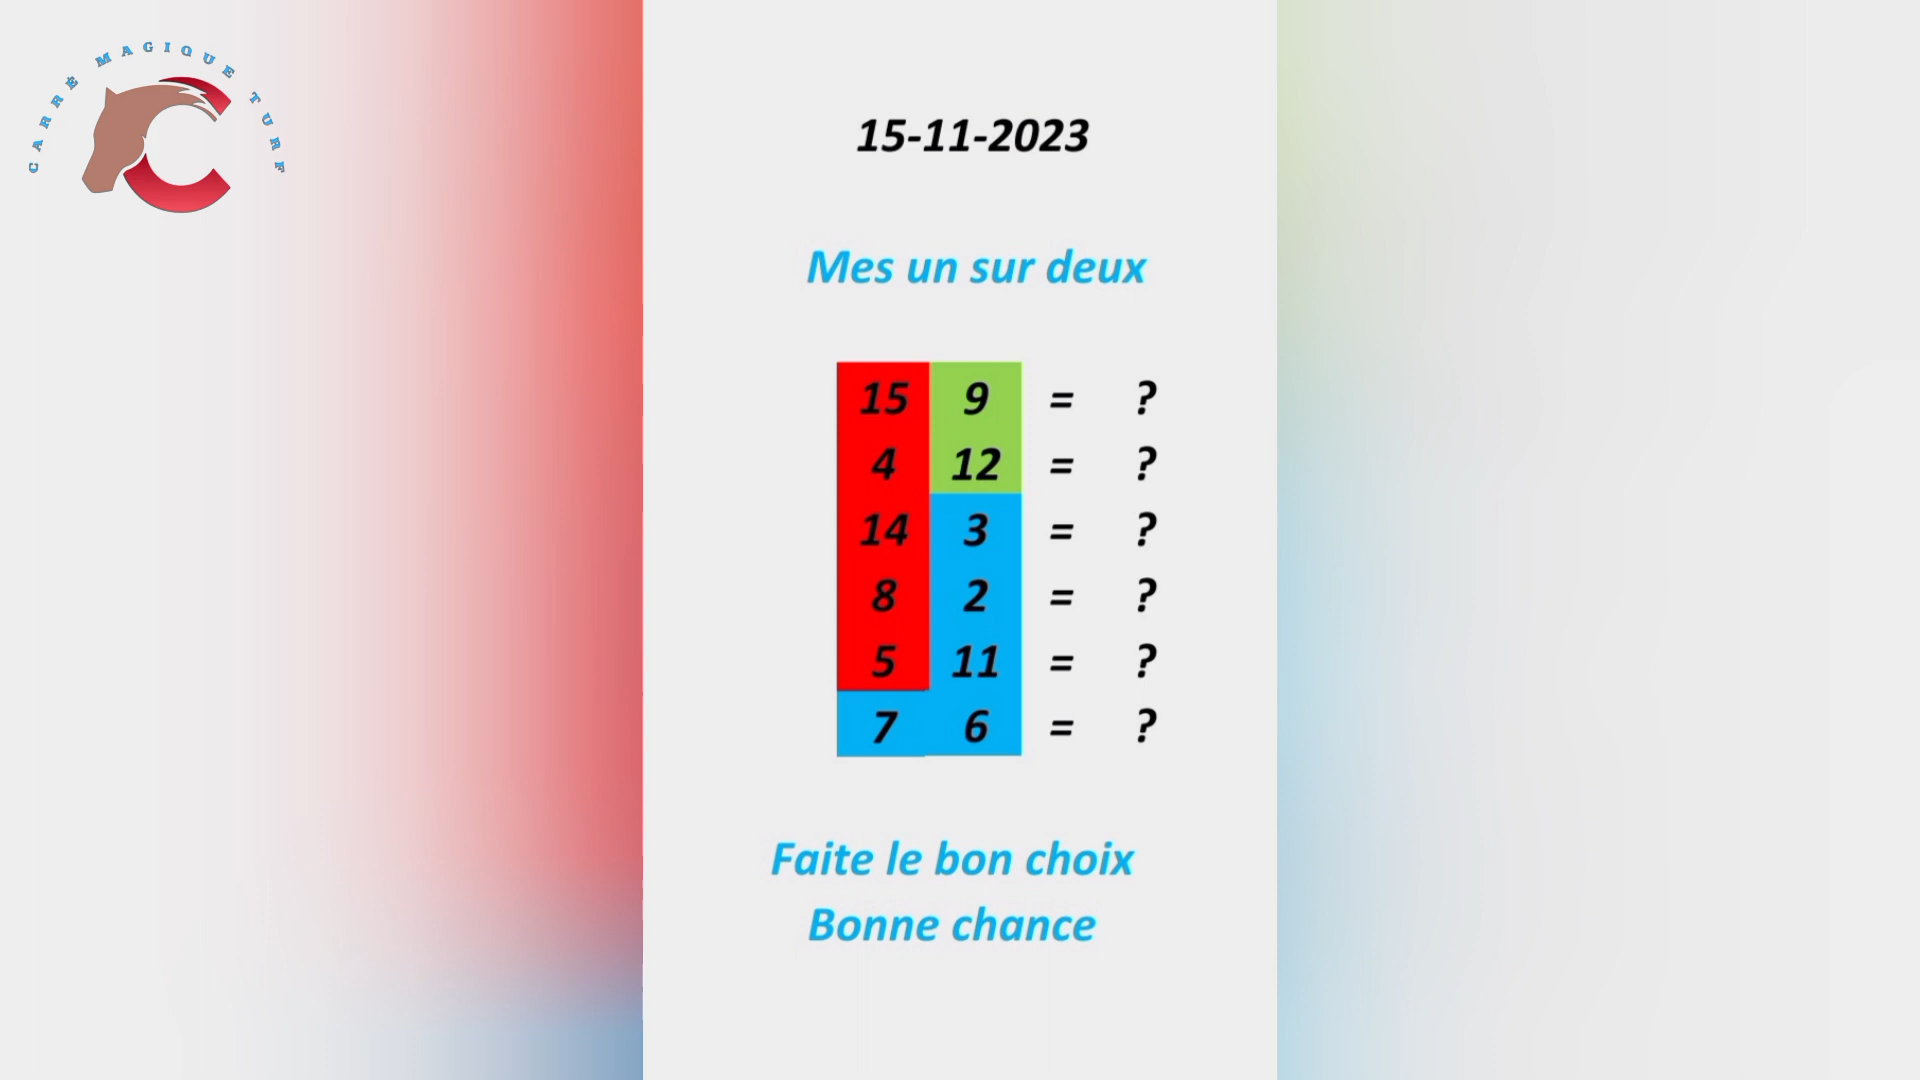 CARRÉ MAGIQUE TURF
15-11-2023
Mes un sur deux
15 9 = ?
4 12 = ?
14 3 = ?
8 2 = ?
5 11 = ?
7 6 = ?
Faite le bon choix
Bonne chance